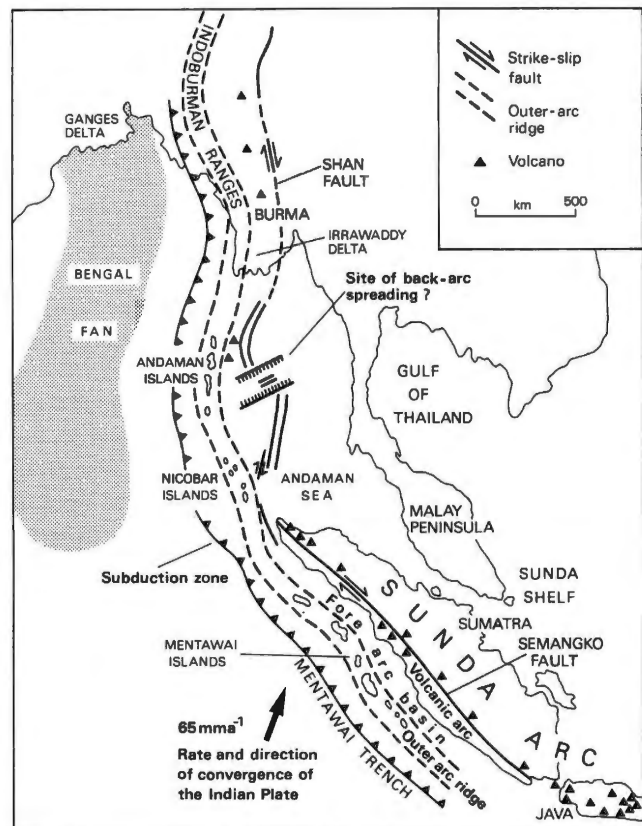 INDOBURMAN
RANGES
GANGES
DELTA
SHAN
FAULT
BURMA
IRRAWADDY
DELTA
BENGAL
FAN
Site of back-arc
spreading ?
ANDAMAN
ISLANDS
GULF
OF
THAILAND
NICOBAR
ISLANDS
ANDAMAN
SEA
MALAY
PENINSULA
Subduction zone
SUNDA
SHELF
SUMATRA
SEMANGKO
FAULT
SUNDA ARC
Fore arc basin
Volcanic arc
Outer arc ridge
MENTAWAI
ISLANDS
MENTAWAI TRENCH
65mma⁻¹
Rate and direction
of convergence of
the Indian Plate
JAVA
Strike-slip
fault
Outer-arc
ridge
Volcano
0 500
km